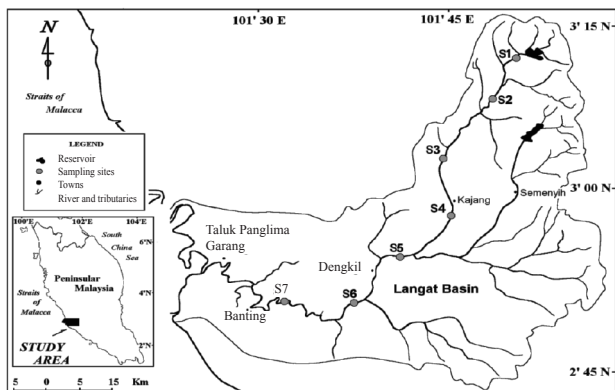 101' 30 E
101' 45 E
3' 15 N
N
Straits of
Malacca
LEGEND
Reservoir
Sampling sites
Towns
River and tributaries
S1
S2
S3
S4
Kajang
Semenyih
3' 00 N
100'E
102'E
104'E
South
China
Sea
6'N
Peninsular
Malaysia
4'N
Straits of
Malacca
2'N
STUDY
AREA
Taluk Panglima
Garang
Dengkil
S5
S7
S6
Langat Basin
Banting
2' 45 N
5 0 5 15 Km